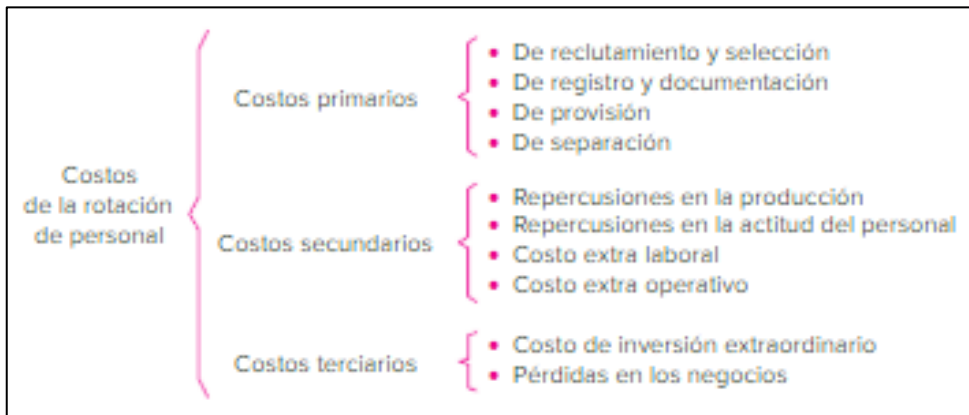 Costos
de la rotación
de personal
Costos primarios
• De reclutamiento y selección
• De registro y documentación
• De provisión
• De separación
Costos secundarios
• Repercusiones en la producción
• Repercusiones en la actitud del personal
• Costo extra laboral
• Costo extra operativo
Costos terciarios
• Costo de inversión extraordinario
• Pérdidas en los negocios